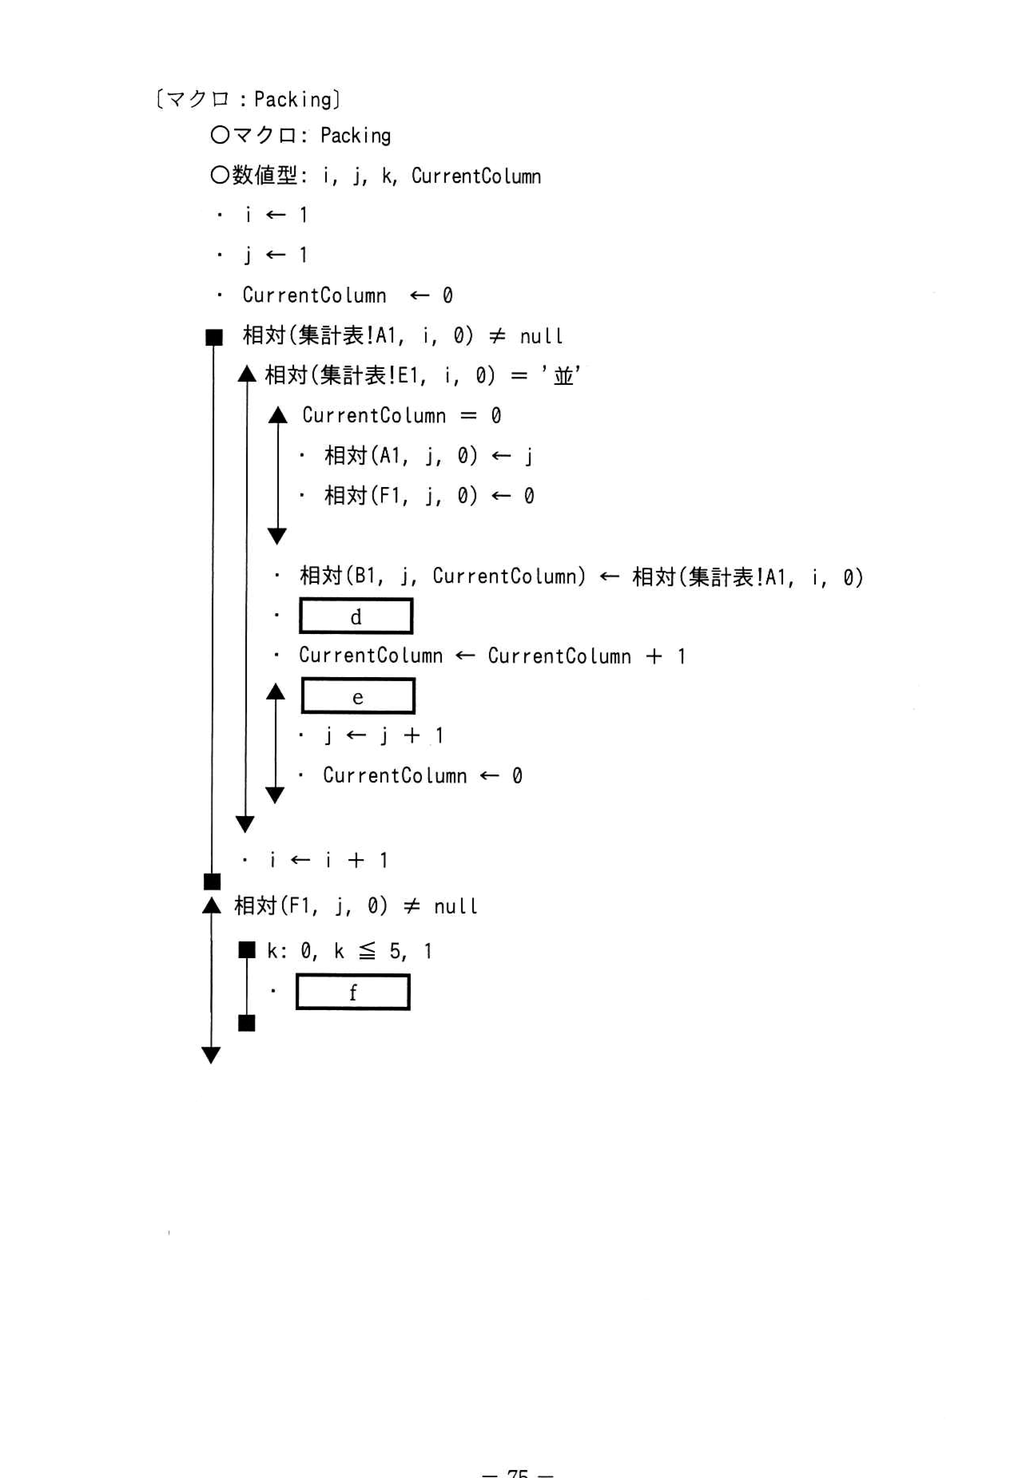 〔マクロ：Packing〕
○マクロ: Packing
○数値型: i, j, k, CurrentColumn
・ i ← 1
・ j ← 1
・ CurrentColumn ← 0
■ 相対(集計表!A1, i, 0) ≠ null
▲ 相対(集計表!E1, i, 0) = '並'
▲ CurrentColumn = 0
・ 相対(A1, j, 0) ← j
・ 相対(F1, j, 0) ← 0
▼
・ 相対(B1, j, CurrentColumn) ← 相対(集計表!A1, i, 0)
・ d
・ CurrentColumn ← CurrentColumn + 1
▲ e
・ j ← j + 1
・ CurrentColumn ← 0
▼
▼
・ i ← i + 1
■
▲ 相対(F1, j, 0) ≠ null
■ k: 0, k ≦ 5, 1
・ f
■
▼
― 75 ―